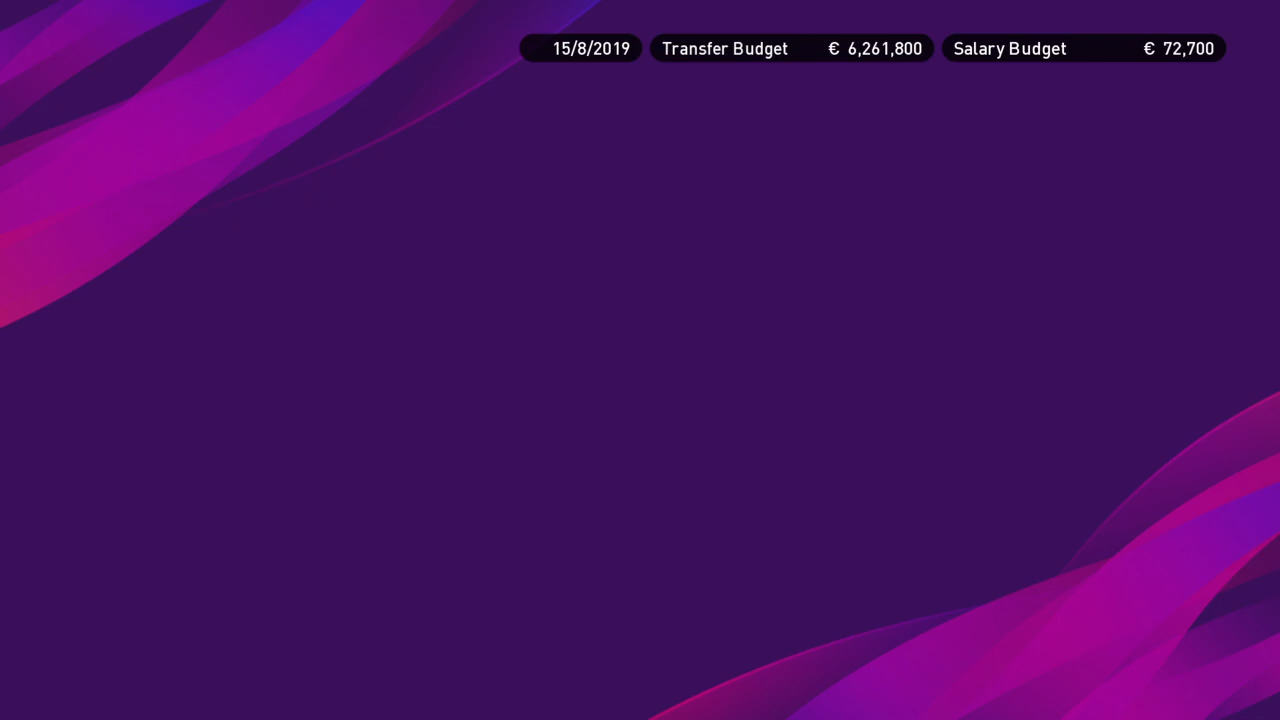 15/8/2019 Transfer Budget € 6,261,800 Salary Budget € 72,700